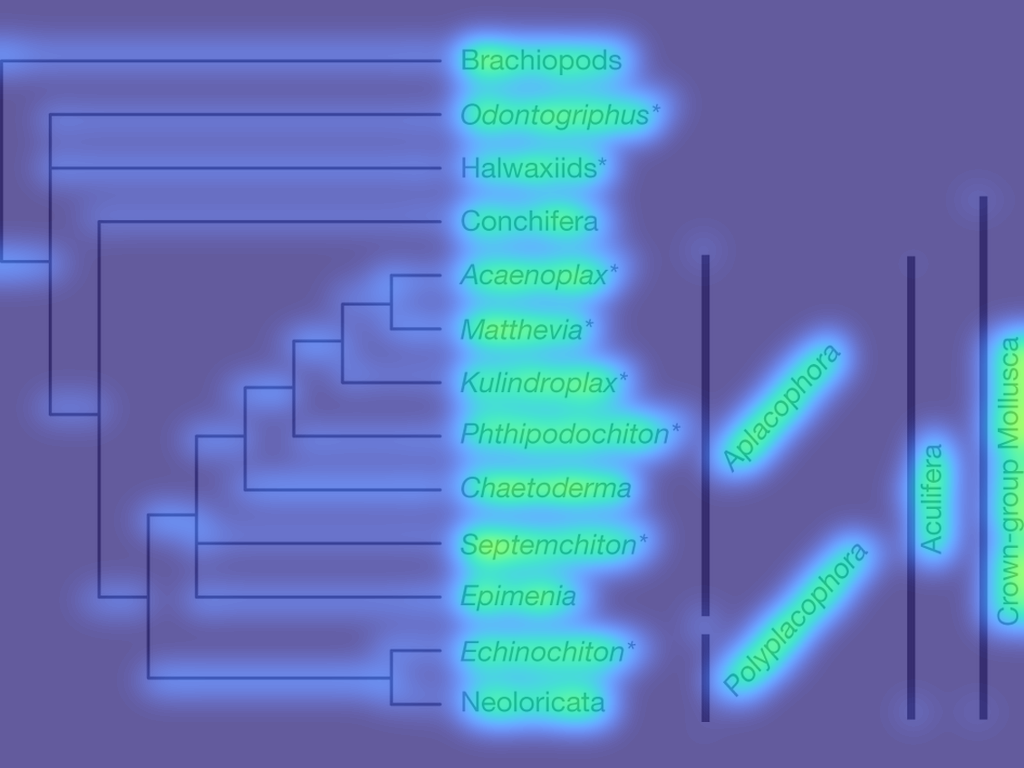 Brachiopods
Odontogriphus*
Halwaxiids*
Conchifera
Acaenoplax*
Matthevia*
Kulindroplax*
Phthipodochiton*
Chaetoderma
Septemchiton*
Epimenia
Echinochiton*
Neoloricata
Aplacophora
Polyplacophora
Aculifera
Crown-group Mollusca